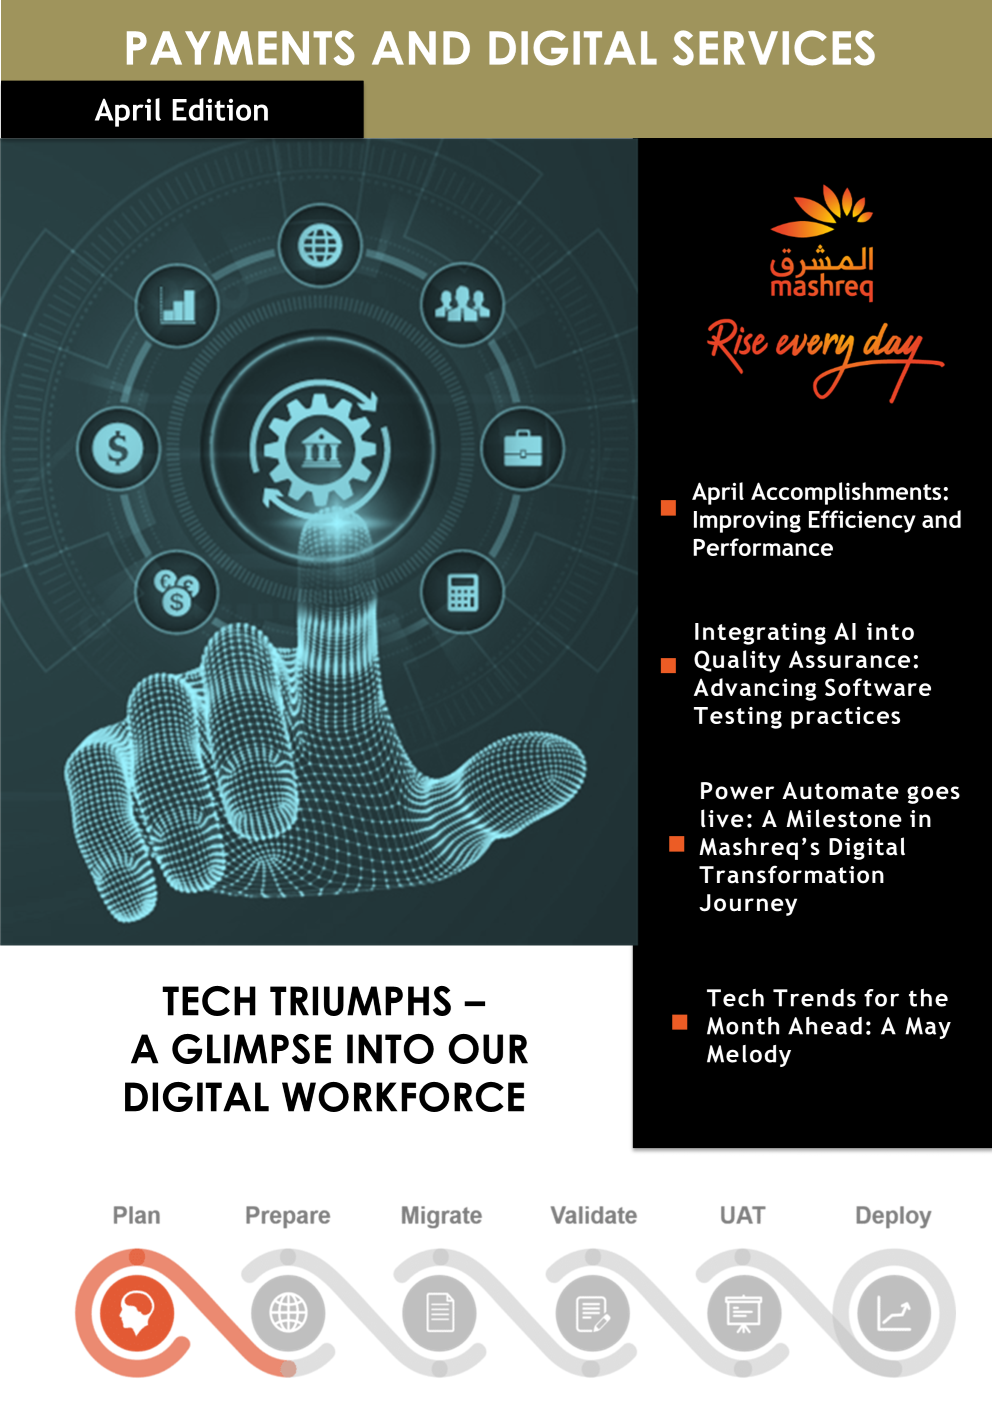 PAYMENTS AND DIGITAL SERVICES
April Edition
المشرق
mashreq
Rise every day
April Accomplishments:
Improving Efficiency and
Performance
Integrating AI into
Quality Assurance:
Advancing Software
Testing practices
Power Automate goes
live: A Milestone in
Mashreq’s Digital
Transformation
Journey
Tech Trends for the
Month Ahead: A May
Melody
TECH TRIUMPHS –
A GLIMPSE INTO OUR
DIGITAL WORKFORCE
Plan Prepare Migrate Validate UAT Deploy